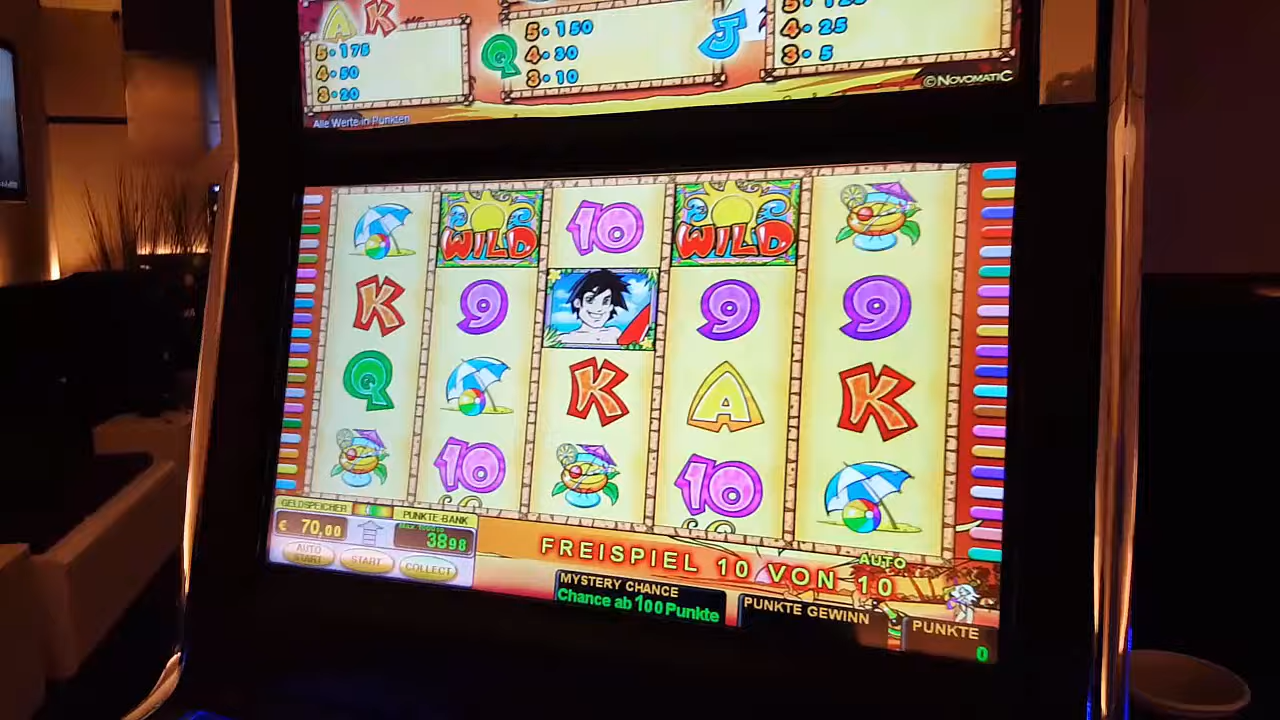 A K
5•175
4•50
3•20
Q
5•150
4•30
3•10
J
4•25
3•5
©NOVOMATIC
Alle Werte in Punkten
WILD 10 WILD
K 9 9 9
Q K A K
10 10
GELDSPEICHER
€ 70,00
PUNKTE-BANK
3898
AUTO START
START
COLLECT
FREISPIEL 10 VON 10
AUTO
MYSTERY CHANCE
Chance ab 100 Punkte
PUNKTE GEWINN
PUNKTE
0